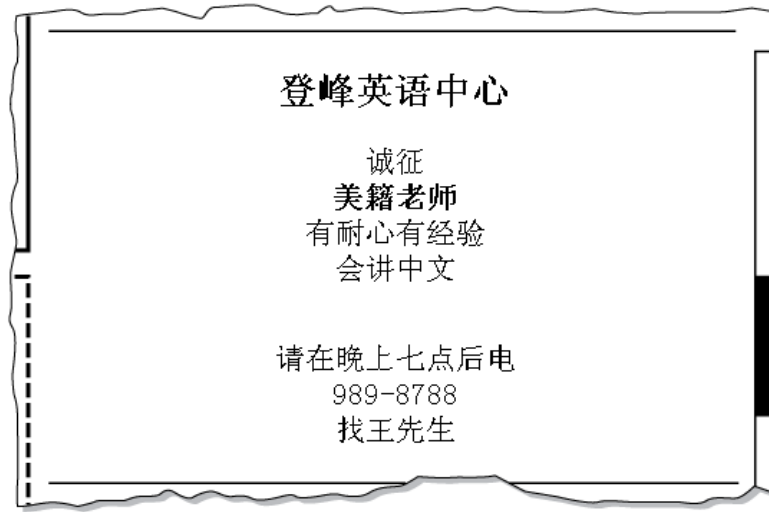 登峰英语中心
诚征
美籍老师
有耐心有经验
会讲中文
请在晚上七点后电
989-8788
找王先生